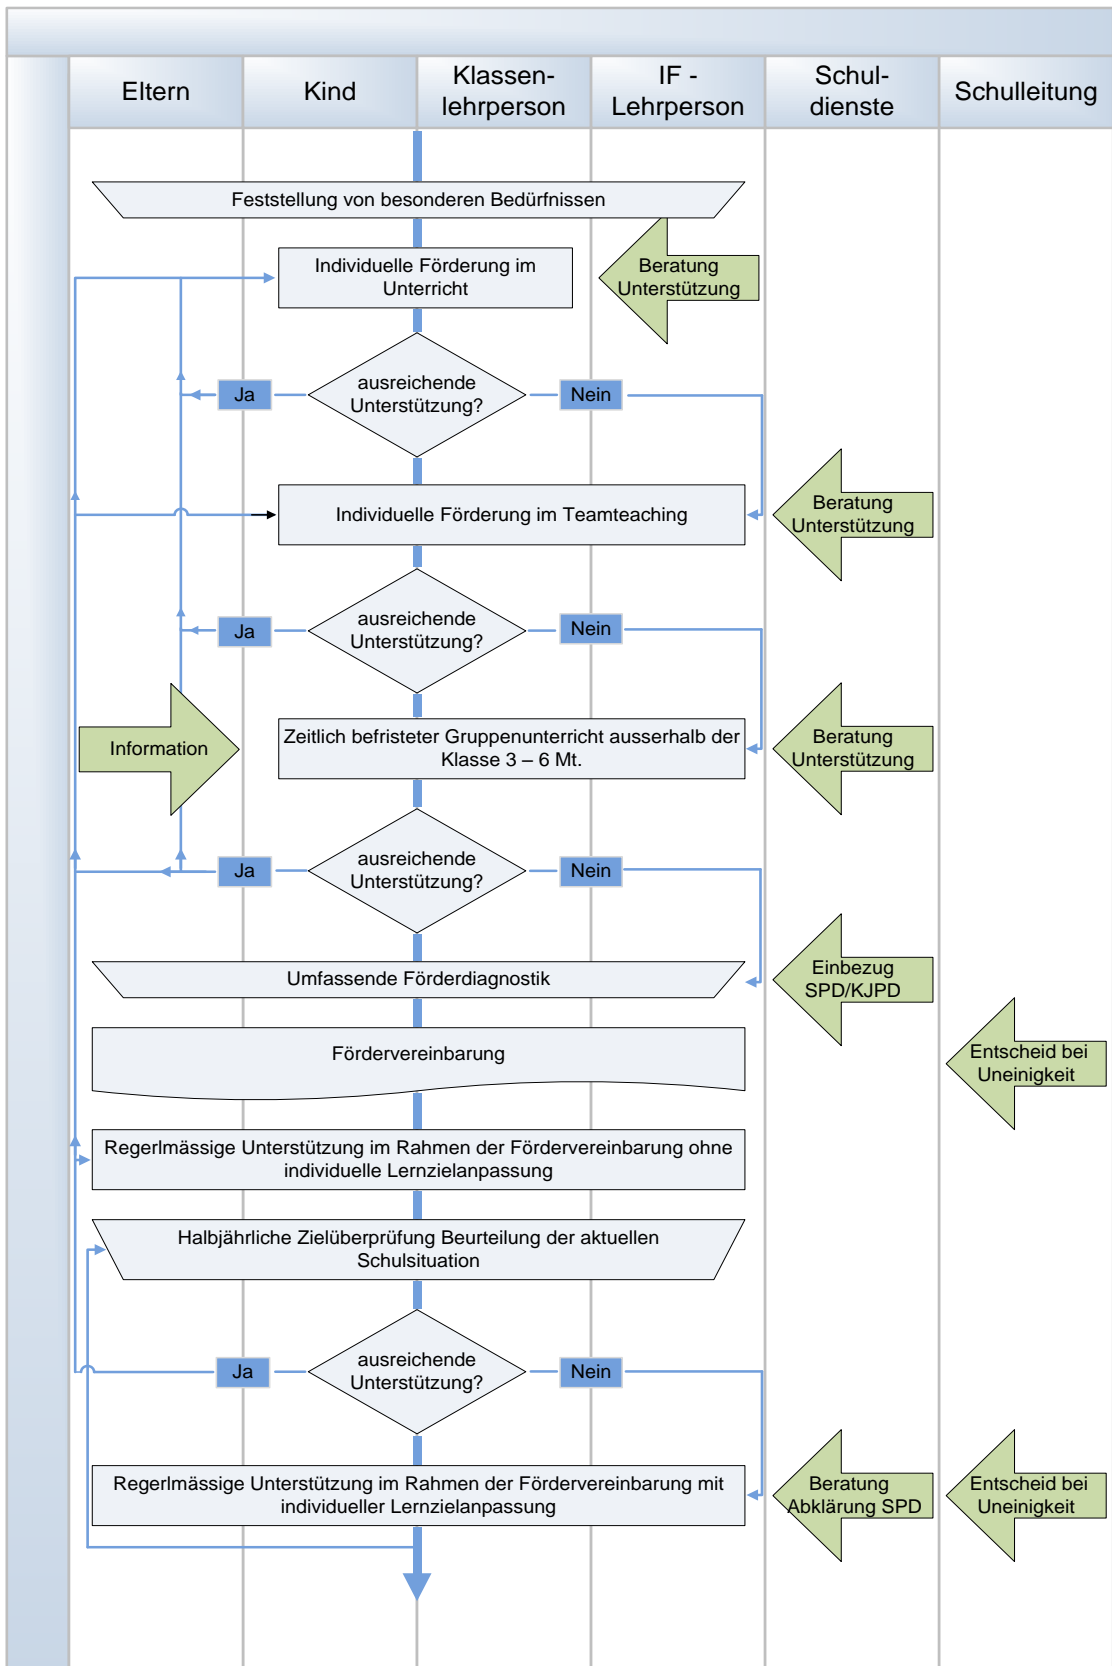 Eltern
Kind
Klassen-
lehrperson
IF -
Lehrperson
Schul-
dienste
Schulleitung
Feststellung von besonderen Bedürfnissen
Individuelle Förderung im
Unterricht
Beratung
Unterstützung
ausreichende
Unterstützung?
Ja
Nein
Individuelle Förderung im Teamteaching
Beratung
Unterstützung
ausreichende
Unterstützung?
Ja
Nein
Information
Zeitlich befristeter Gruppenunterricht ausserhalb der
Klasse 3 – 6 Mt.
Beratung
Unterstützung
ausreichende
Unterstützung?
Ja
Nein
Umfassende Förderdiagnostik
Einbezug
SPD/KJPD
Fördervereinbarung
Entscheid bei
Uneinigkeit
Regerlmässige Unterstützung im Rahmen der Fördervereinbarung ohne
individuelle Lernzielanpassung
Halbjährliche Zielüberprüfung Beurteilung der aktuellen
Schulsituation
ausreichende
Unterstützung?
Ja
Nein
Regerlmässige Unterstützung im Rahmen der Fördervereinbarung mit
individueller Lernzielanpassung
Beratung
Abklärung SPD
Entscheid bei
Uneinigkeit